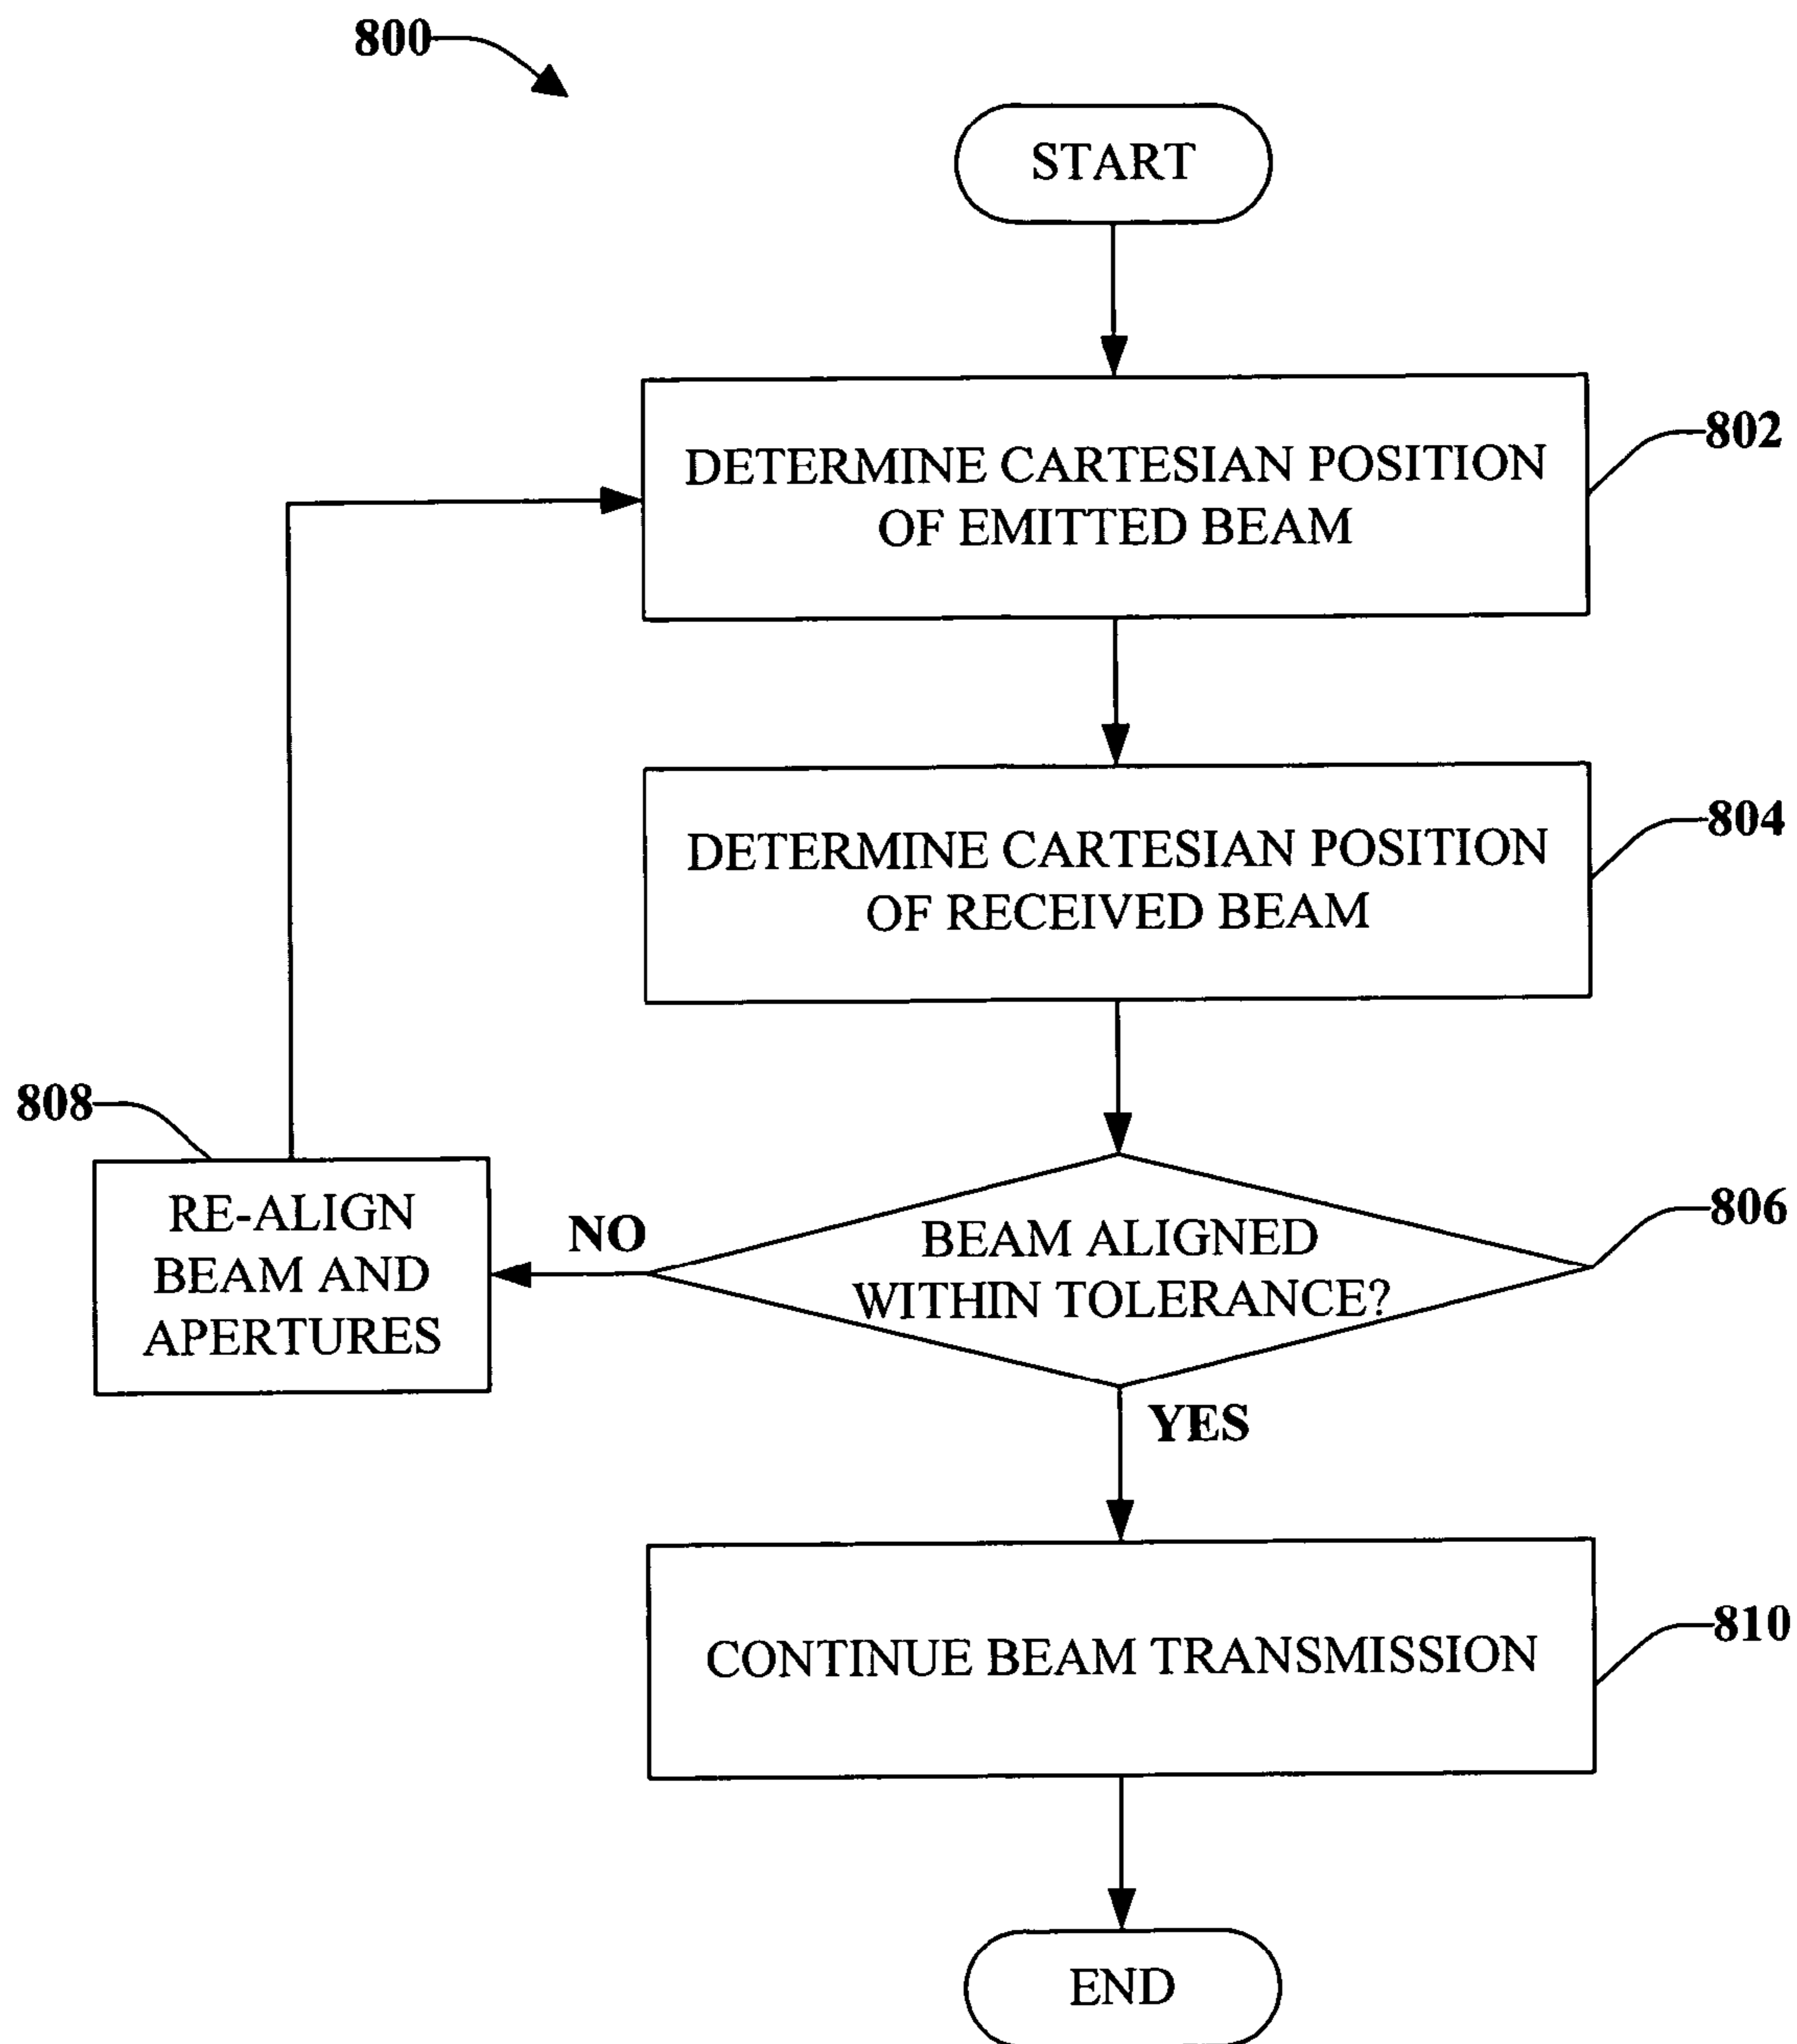 800
START
DETERMINE CARTESIAN POSITION
OF EMITTED BEAM
802
DETERMINE CARTESIAN POSITION
OF RECEIVED BEAM
804
808
RE-ALIGN
BEAM AND
APERTURES
NO
BEAM ALIGNED
WITHIN TOLERANCE?
806
YES
CONTINUE BEAM TRANSMISSION
810
END